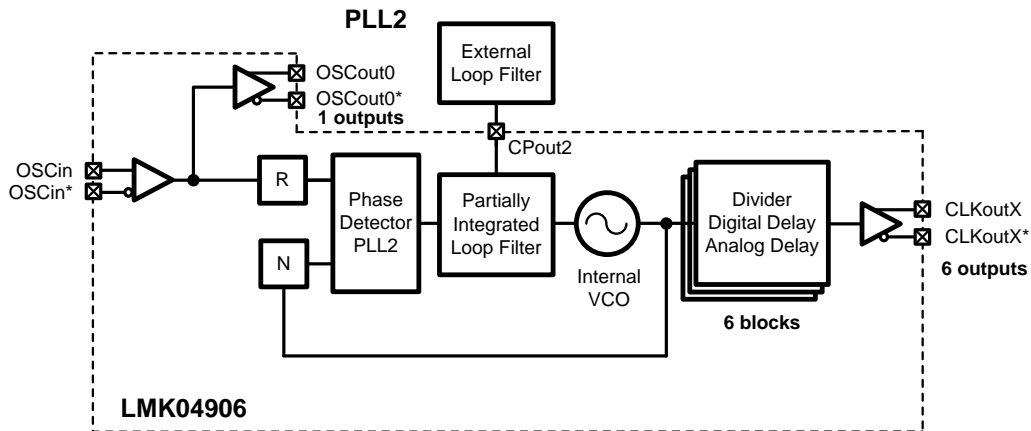 PLL2
External
Loop Filter
OSCout0
OSCout0*
1 outputs
CPout2
OSCin
OSCin*
R
Phase
Detector
PLL2
Partially
Integrated
Loop Filter
Divider
Digital Delay
Analog Delay
CLKoutX
CLKoutX*
6 outputs
N
Internal
VCO
6 blocks
LMK04906